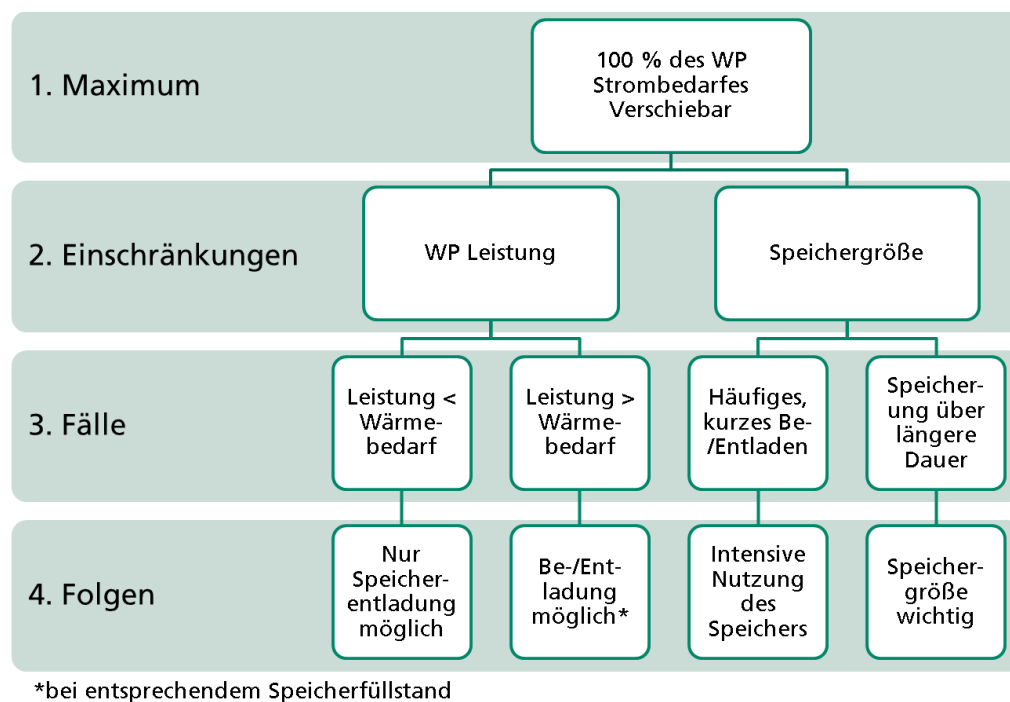 1. Maximum
100 % des WP
Strombedarfes
Verschiebar
2. Einschränkungen
WP Leistung
Speichergröße
3. Fälle
Leistung <
Wärme-
bedarf
Leistung >
Wärme-
bedarf
Häufiges,
kurzes Be-
/Entladen
Speicher-
ung über
längere
Dauer
4. Folgen
Nur
Speicher-
entladung
möglich
Be-/Ent-
ladung
möglich*
Intensive
Nutzung
des
Speichers
Speicher-
größe
wichtig
*bei entsprechendem Speicherfüllstand